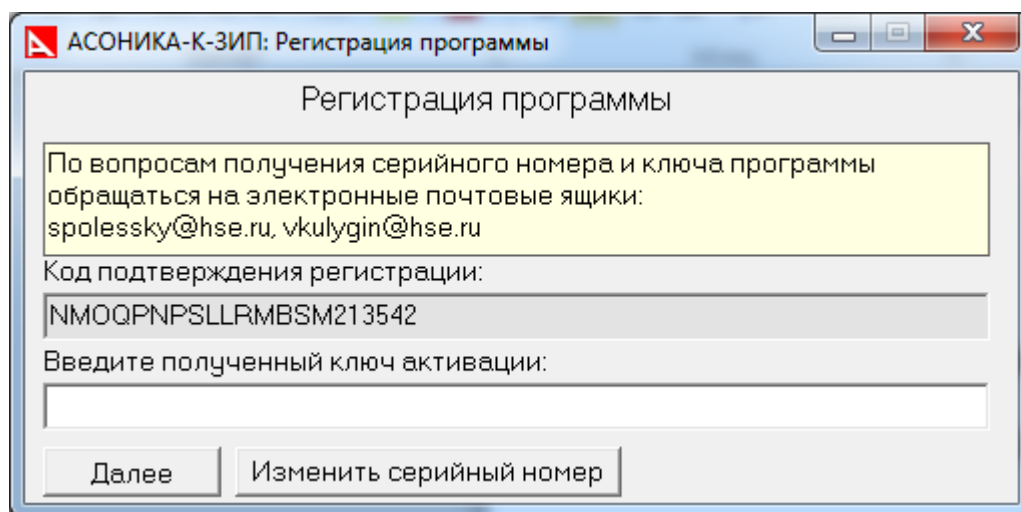 АСОНИКА-К-ЗИП: Регистрация программы
Регистрация программы
По вопросам получения серийного номера и ключа программы
обращаться на электронные почтовые ящики:
spolessky@hse.ru, vkulygin@hse.ru
Код подтверждения регистрации:
NMOQPNPSLLRMBSM213542
Введите полученный ключ активации:
Далее
Изменить серийный номер